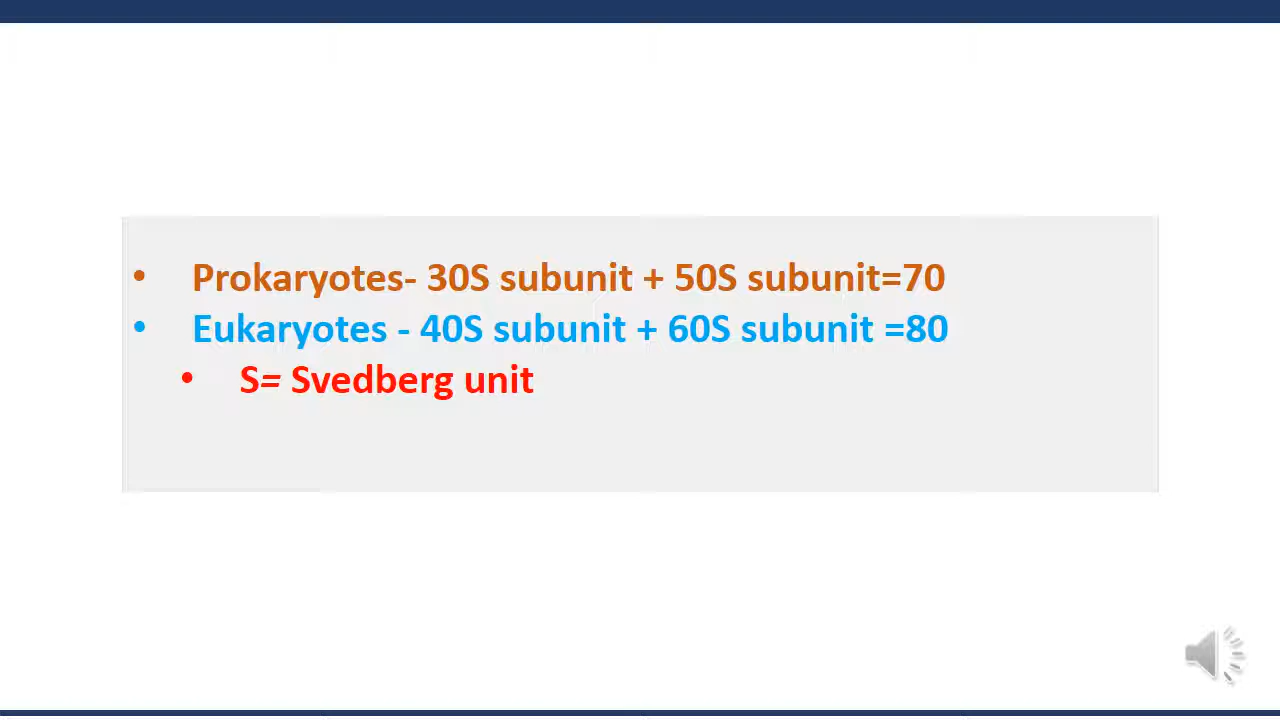 • Prokaryotes- 30S subunit + 50S subunit=70
• Eukaryotes - 40S subunit + 60S subunit =80
• S= Svedberg unit